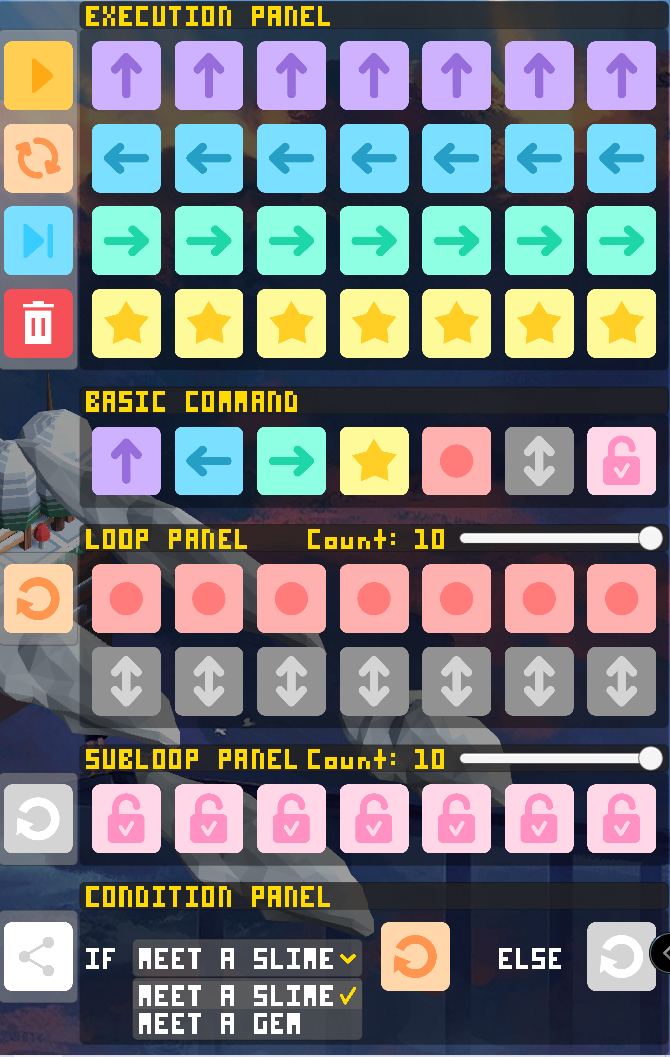 EXECUTION PANEL
BASIC COMMAND
LOOP PANEL Count: 10
SUBLOOP PANEL Count: 10
CONDITION PANEL
IF MEET A SLIME ELSE
MEET A SLIME
MEET A GEM